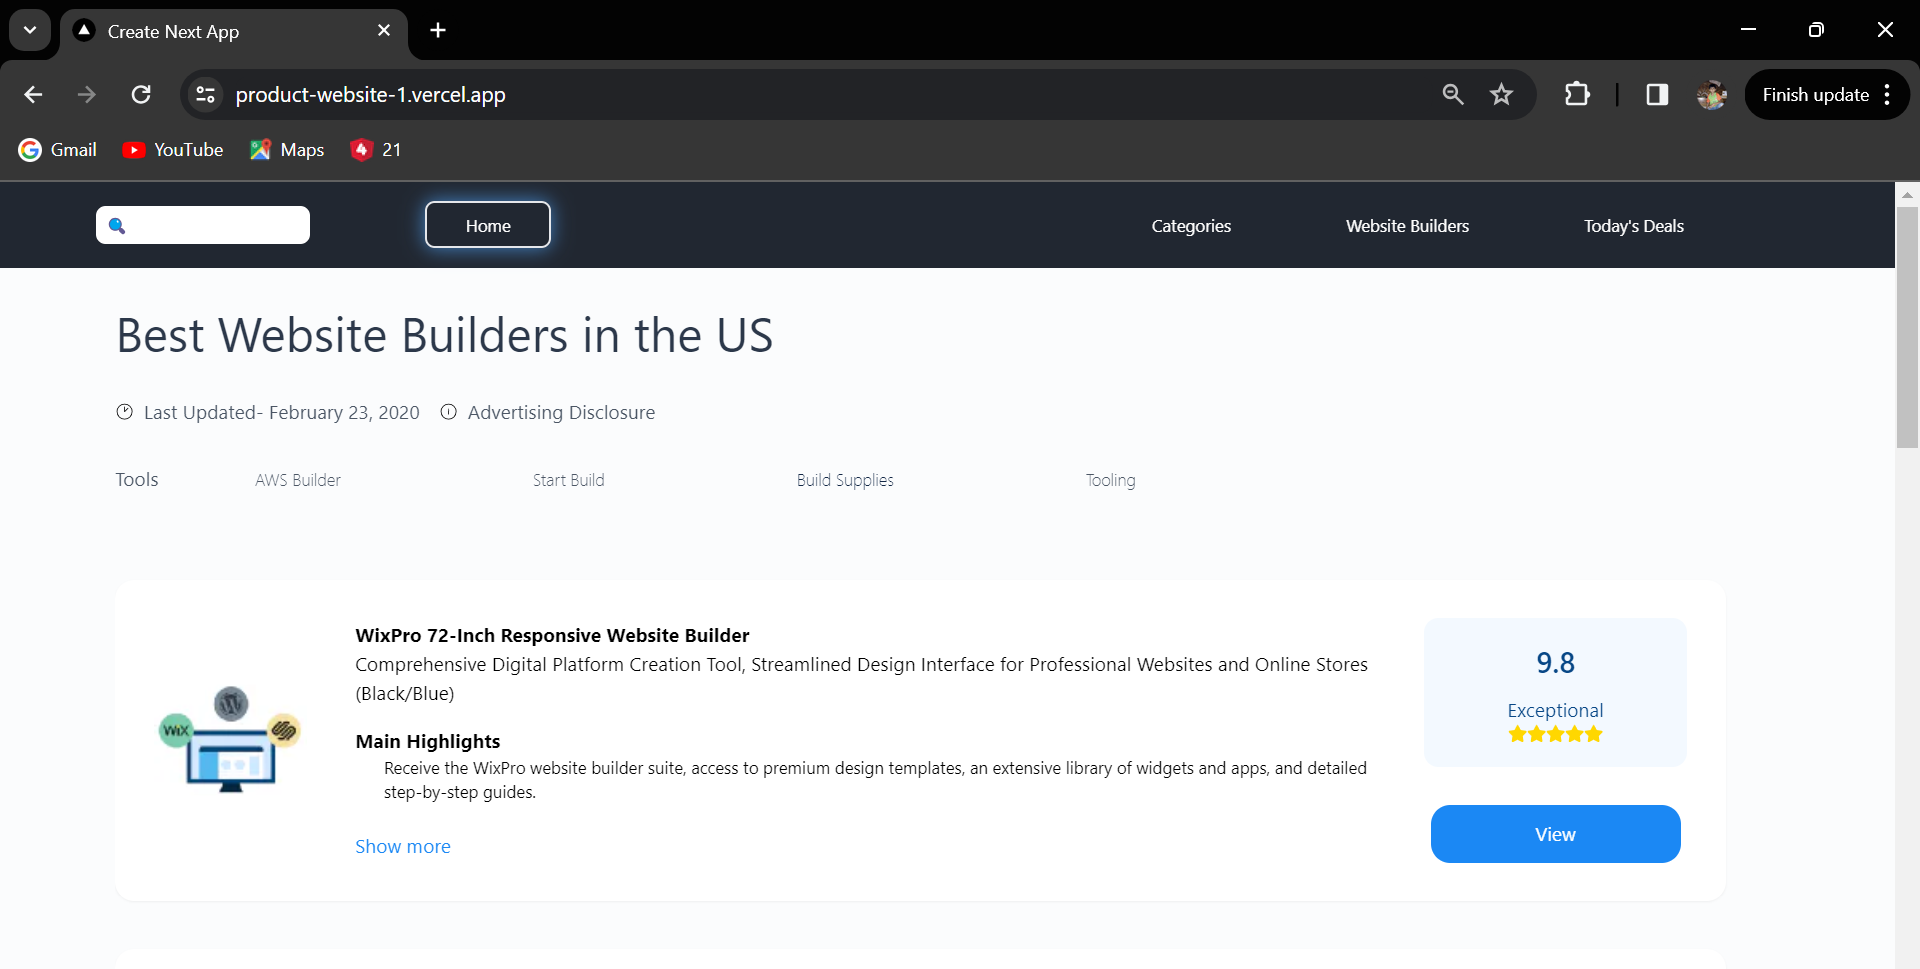 Create Next App
product-website-1.vercel.app
Finish update
Gmail YouTube Maps 21
Home Categories Website Builders Today's Deals
Best Website Builders in the US
Last Updated- February 23, 2020 Advertising Disclosure
Tools AWS Builder Start Build Build Supplies Tooling
WixPro 72-Inch Responsive Website Builder
Comprehensive Digital Platform Creation Tool, Streamlined Design Interface for Professional Websites and Online Stores
(Black/Blue)
Main Highlights
Receive the WixPro website builder suite, access to premium design templates, an extensive library of widgets and apps, and detailed
step-by-step guides.
Show more
WiX
9.8
Exceptional
View